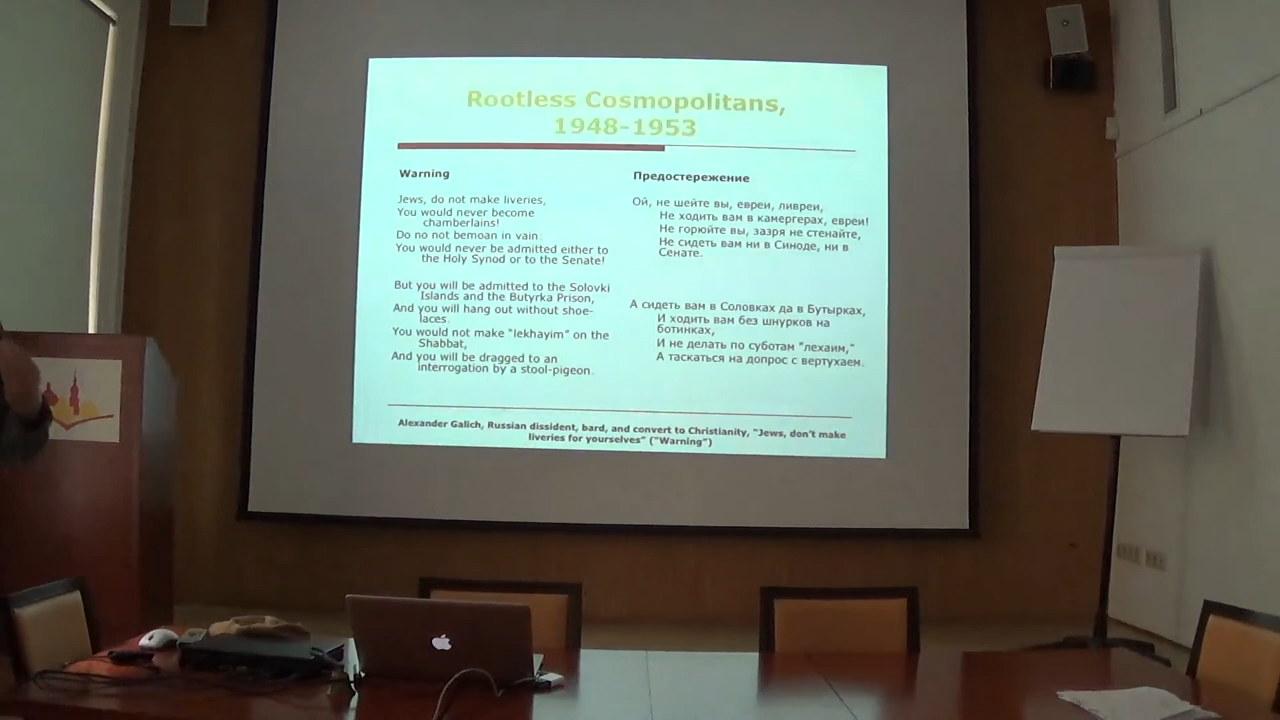 Rootless Cosmopolitans,
1948-1953
Warning
Jews, do not make liveries,
You would never become
chamberlains!
Do no not bemoan in vain
You would never be admitted either to
the Holy Synod or to the Senate!
But you will be admitted to the Solovki
Islands and the Butyrka Prison,
And you will hang out without shoe-
laces.
You would not make "lekhayim" on the
Shabbat,
And you will be dragged to an
interrogation by a stool-pigeon.
Предостережение
Ой, не шейте вы, евреи, ливреи,
Не ходить вам в камергерах, евреи!
Не горюйте вы, зазря не стенайте,
Не сидеть вам ни в Синоде, ни в
Сенате.
А сидеть вам в Соловках да в Бутырках,
И ходить вам без шнурков на
ботинках,
И не делать по суботам "лехаим,"
А таскаться на допрос с вертухаем.
Alexander Galich, Russian dissident, bard, and convert to Christianity, "Jews, don't make
liveries for yourselves" ("Warning")